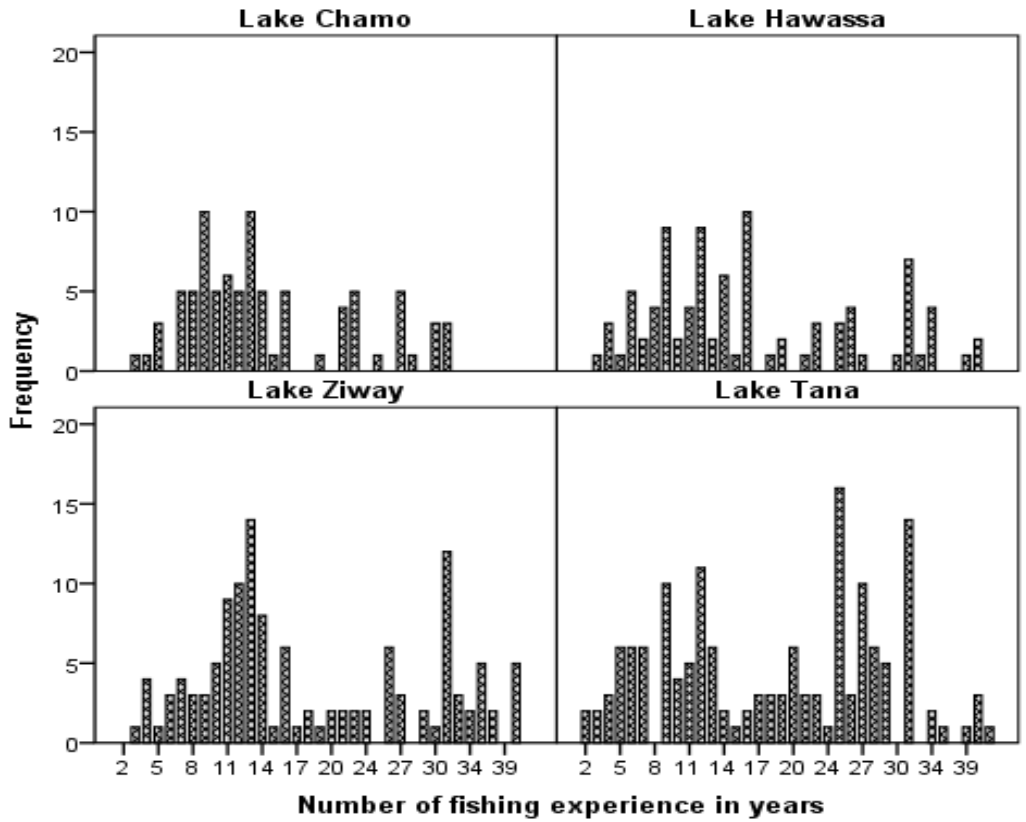 Lake Chamo
Lake Hawassa
20
15
10
5
0
Lake Ziway
Lake Tana
20
15
10
5
0
Frequency
2 5 8 11 14 17 20 24 27 30 34 39
2 5 8 11 14 17 20 24 27 30 34 39
Number of fishing experience in years